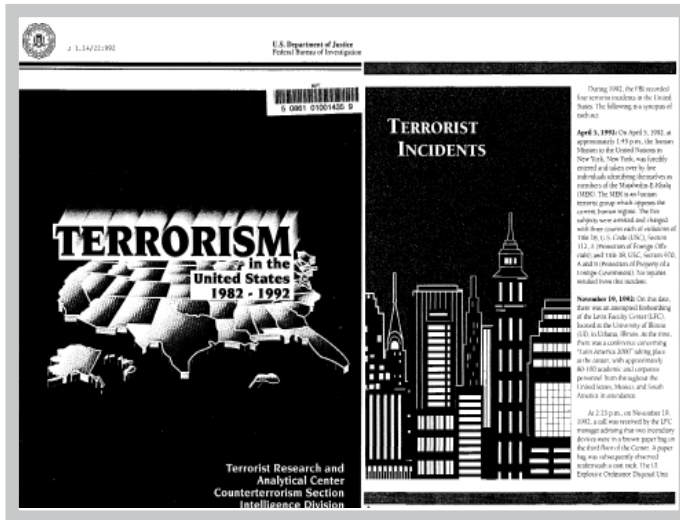 J 1.14/22:992
U.S. Department of Justice
Federal Bureau of Investigation
5 0861 01001435 9
TERRORISM
in the
United States
1982 - 1992
Terrorist Research and
Analytical Center
Counterterrorism Section
Intelligence Division
TERRORIST
INCIDENTS
During 1992, the FBI recorded
four terrorist incidents in the United
States. The following is a synopsis of
each act:
April 5, 1992: On April 5, 1992, at
approximately 1:45 p.m., the Iranian
Mission to the United Nations in
New York, New York, was forcibly
entered and taken over by five
individuals identifying themselves as
members of the
(MEK). The MEK is an Iranian
terrorist group which opposes the
current Iranian regime. The five
subjects were arrested and charged
with three counts each of violations of
Title 18, U.S. Code (USC), Section
112, A (Protection of Foreign Offi-
cials); and Title 18, USC, Section 970,
A and B (Protection of Property of a
Foreign Government). No injuries
resulted from this incident.
November 19, 1992: On this date,
there was an attempted firebombing
of the Levis Faculty Center (LFC),
located at the University of Illinois
(UI), in Urbana, Illinois. At the time,
there was a conference concerning
"Latin America 2000" taking place
at the center, with approximately
80-100 academic and corporate
personnel from throughout the
United States, Mexico, and South
America in attendance.
At 2:15 p.m., on November 19,
1992, a call was received by the LFC
manager advising that two incendiary
devices were in a brown paper bag on
the third floor of the Center. A paper
bag was subsequently observed
underneath a coat rack. The UI
Explosive Ordnance Disposal Unit